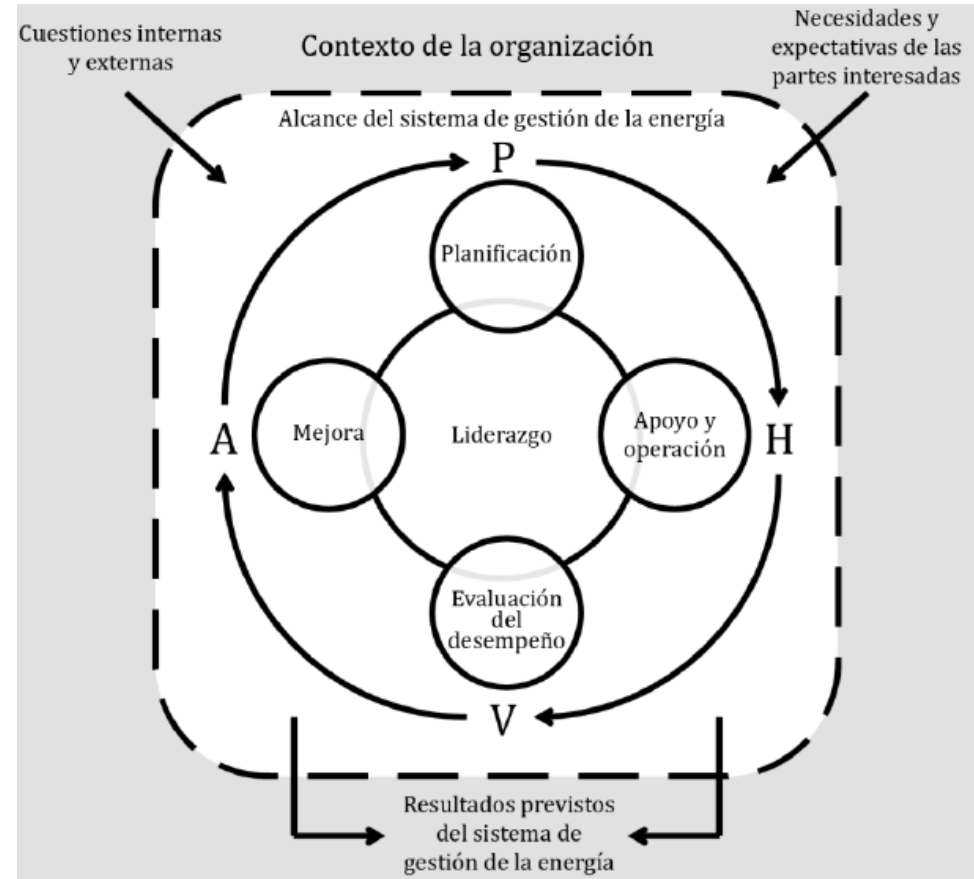 Cuestiones internas
y externas
Contexto de la organización
Necesidades y
expectativas de las
partes interesadas
Alcance del sistema de gestión de la energía
P
Planificación
A
Mejora
Liderazgo
Apoyo y
operación
H
Evaluación
del
desempeño
V
Resultados previstos
del sistema de
gestión de la energía